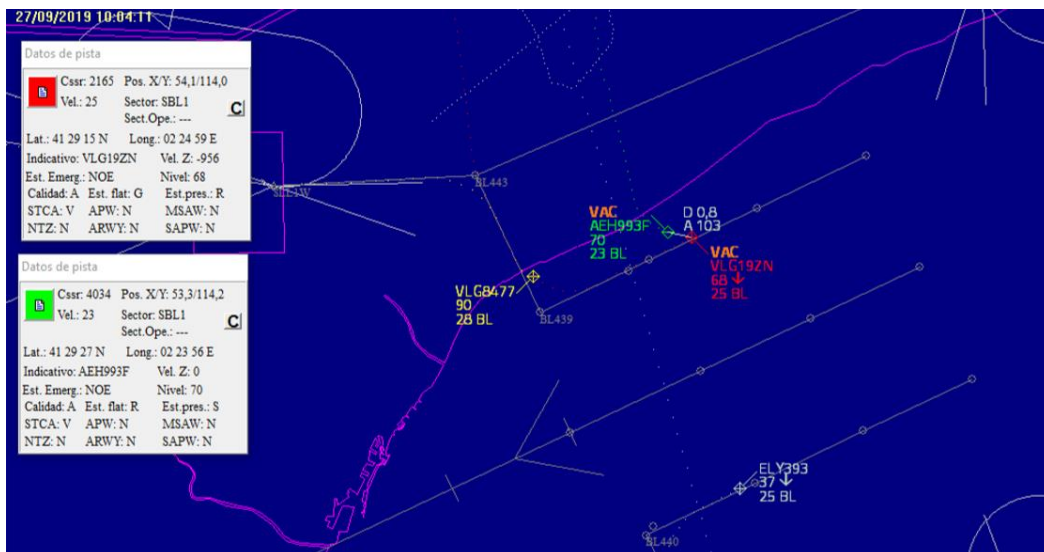 27/09/2019 10:04:11
Datos de pista
Cssr: 2165 Pos. X/Y: 54,1/114,0
Vel.: 25 Sector: SBL1
Sect.Ope.: ---
C
Lat.: 41 29 15 N Long.: 02 24 59 E
Indicativo: VLG19ZN Vel. Z: -956
Est. Emerg.: NOE Nivel: 68
Calidad: A Est. flat: G Est.pres.: R
STCA: V APW: N MSAW: N
NTZ: N ARWY: N SAPW: N
Datos de pista
Cssr: 4034 Pos. X/Y: 53,3/114,2
Vel.: 23 Sector: SBL1
Sect.Ope.: ---
C
Lat.: 41 29 27 N Long.: 02 23 56 E
Indicativo: AEH993F Vel. Z: 0
Est. Emerg.: NOE Nivel: 70
Calidad: A Est. flat: R Est.pres.: S
STCA: V APW: N MSAW: N
NTZ: N ARWY: N SAPW: N
BL443
VAC
AEH993F
70
23 BL
D 0,8
A 103
VAC
VLG19ZN
68 ↓
25 BL
VLG8477
90
28 BL
BL439
ELY393
37 ↓
25 BL
BL440